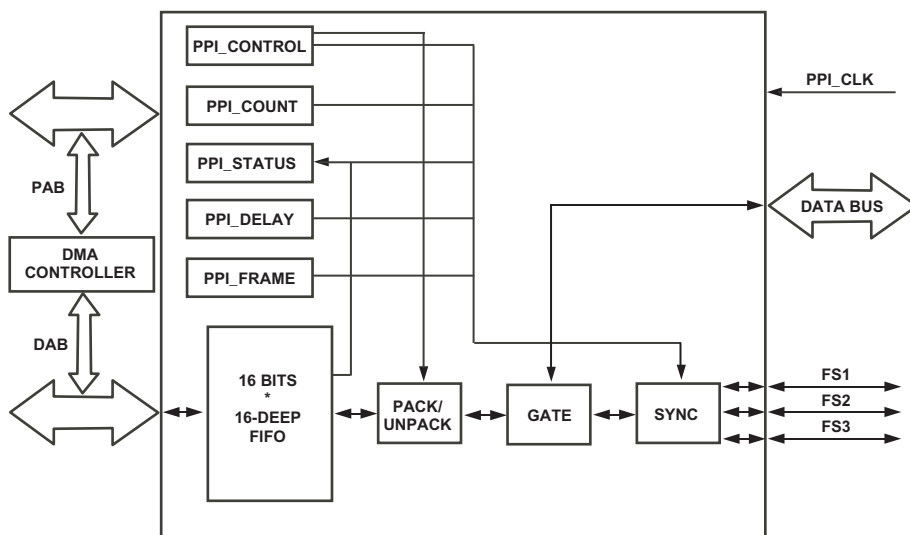 PPI_CONTROL
PPI_COUNT
PPI_STATUS
PPI_DELAY
PPI_FRAME
PAB
DMA
CONTROLLER
DAB
16 BITS
*
16-DEEP
FIFO
PACK/
UNPACK
GATE
SYNC
PPI_CLK
DATA BUS
FS1
FS2
FS3